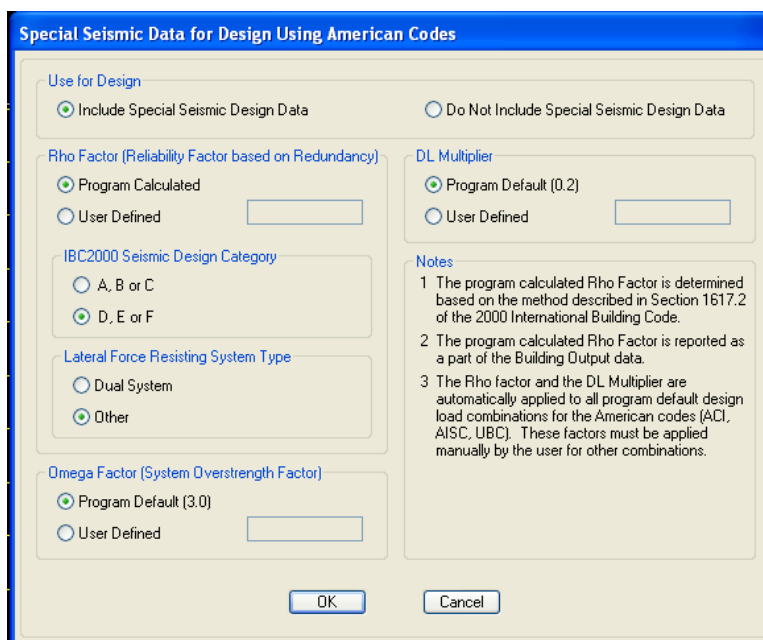 Special Seismic Data for Design Using American Codes
Use for Design
Include Special Seismic Design Data
Do Not Include Special Seismic Design Data
Rho Factor (Reliability Factor based on Redundancy)
Program Calculated
User Defined
IBC2000 Seismic Design Category
A, B or C
D, E or F
Lateral Force Resisting System Type
Dual System
Other
Omega Factor (System Overstrength Factor)
Program Default (3.0)
User Defined
DL Multiplier
Program Default (0.2)
User Defined
Notes
1 The program calculated Rho Factor is determined
based on the method described in Section 1617.2
of the 2000 International Building Code.
2 The program calculated Rho Factor is reported as
a part of the Building Output data.
3 The Rho factor and the DL Multiplier are
automatically applied to all program default design
load combinations for the American codes (ACI,
AISC, UBC). These factors must be applied
manually by the user for other combinations.
OK
Cancel